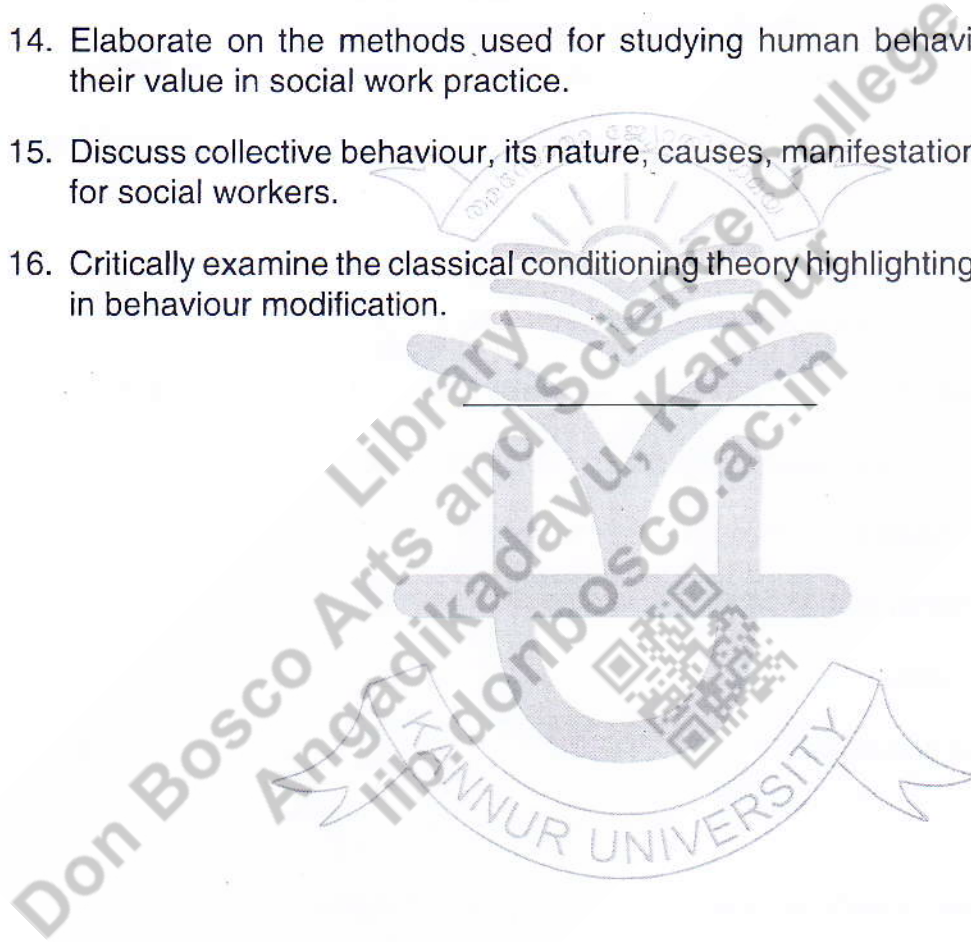 14. Elaborate on the methods used for studying human behavi
their value in social work practice.
15. Discuss collective behaviour, its nature, causes, manifestation
for social workers.
16. Critically examine the classical conditioning theory highlighting
in behaviour modification.
Library
Don Bosco Arts and Science College
Angadikadavu, Kannur
lib.donbosco.ac.in
KANNUR UNIVERSITY